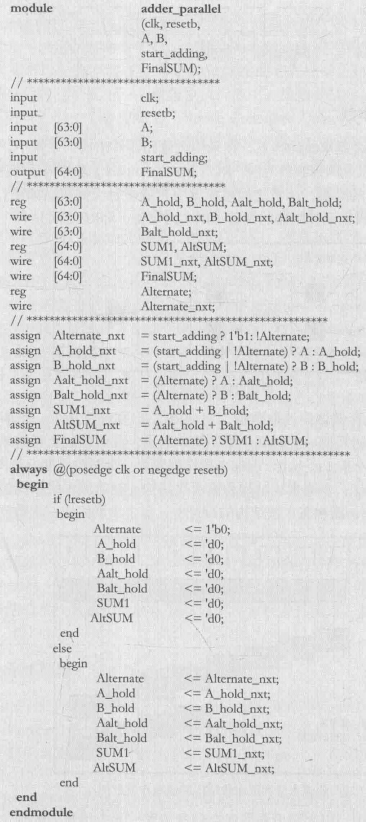 module adder_parallel
(clk, resetb,
A, B,
start_adding,
FinalSUM);
// *********************************
input clk;
input resetb;
input [63:0] A;
input [63:0] B;
input start_adding;
output [64:0] FinalSUM;
// **********************************
reg [63:0] A_hold, B_hold, Aalt_hold, Balt_hold;
wire [63:0] A_hold_nxt, B_hold_nxt, Aalt_hold_nxt;
wire [63:0] Balt_hold_nxt;
reg [64:0] SUM1, AltSUM;
wire [64:0] SUM1_nxt, AltSUM_nxt;
wire [64:0] FinalSUM;
reg Alternate;
wire Alternate_nxt;
// ****************************************************
assign Alternate_nxt = start_adding ? 1'b1: !Alternate;
assign A_hold_nxt = (start_adding | !Alternate) ? A : A_hold;
assign B_hold_nxt = (start_adding | !Alternate) ? B : B_hold;
assign Aalt_hold_nxt = (Alternate) ? A : Aalt_hold;
assign Balt_hold_nxt = (Alternate) ? B : Balt_hold;
assign SUM1_nxt = A_hold + B_hold;
assign AltSUM_nxt = Aalt_hold + Balt_hold;
assign FinalSUM = (Alternate) ? SUM1 : AltSUM;
// ********************************************************
always @(posedge clk or negedge resetb)
begin
if (!resetb)
begin
Alternate <= 1'b0;
A_hold <= 'd0;
B_hold <= 'd0;
Aalt_hold <= 'd0;
Balt_hold <= 'd0;
SUM1 <= 'd0;
AltSUM <= 'd0;
end
else
begin
Alternate <= Alternate_nxt;
A_hold <= A_hold_nxt;
B_hold <= B_hold_nxt;
Aalt_hold <= Aalt_hold_nxt;
Balt_hold <= Balt_hold_nxt;
SUM1 <= SUM1_nxt;
AltSUM <= AltSUM_nxt;
end
end
endmodule